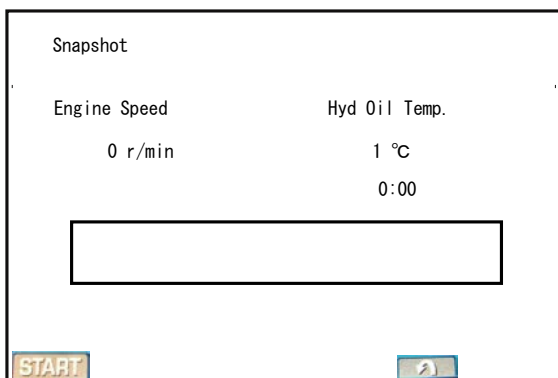 Snapshot
Engine Speed Hyd Oil Temp.
0 r/min 1 ℃
0:00
START